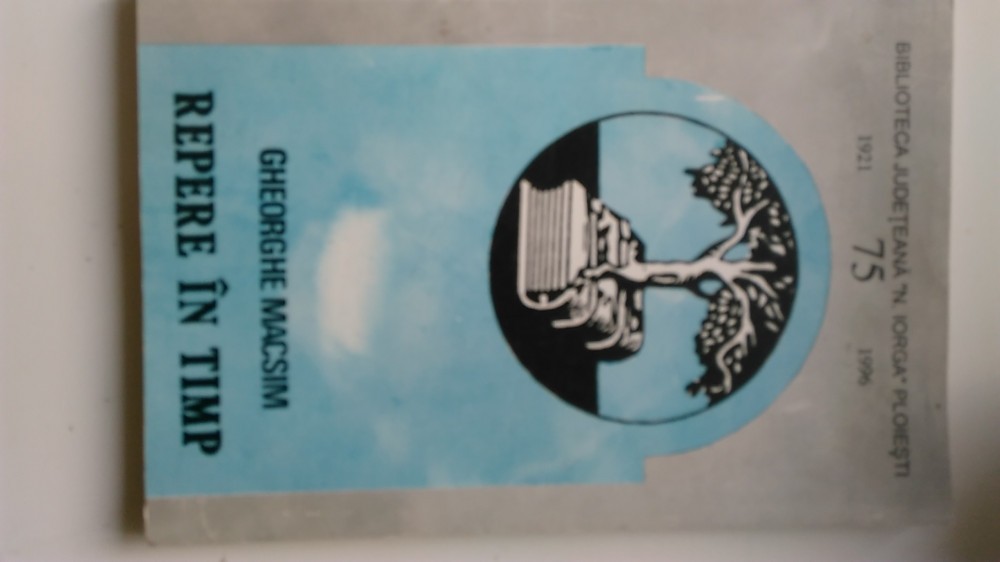 BIBLIOTECA JUDEȚEANĂ "N. IORGA" PLOIEȘTI
1921 75 1996
GHEORGHE MACSIM
REPERE ÎN TIMP